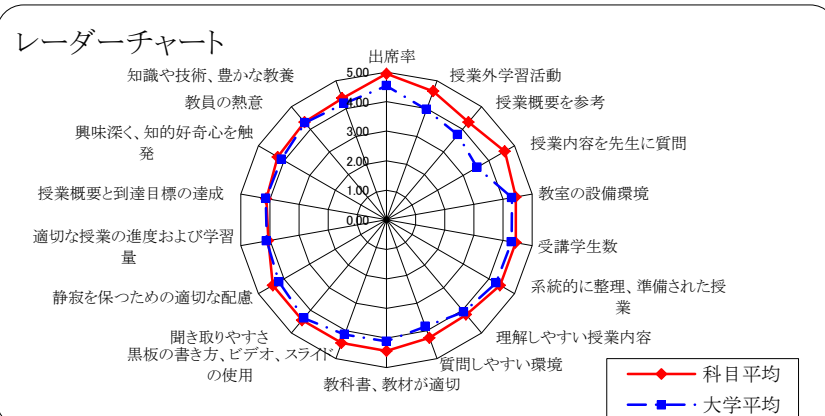 レーダーチャート
出席率
授業外学習活動
授業概要を参考
授業内容を先生に質問
教室の設備環境
受講学生数
系統的に整理、準備された授
業
理解しやすい授業内容
質問しやすい環境
教科書、教材が適切
黒板の書き方、ビデオ、スライド
の使用
聞き取りやすさ
静寂を保つための適切な配慮
適切な授業の進度および学習
量
授業概要と到達目標の達成
興味深く、知的好奇心を触
発
教員の熱意
知識や技術、豊かな教養
5.00
4.00
3.00
2.00
1.00
0.00
科目平均
大学平均